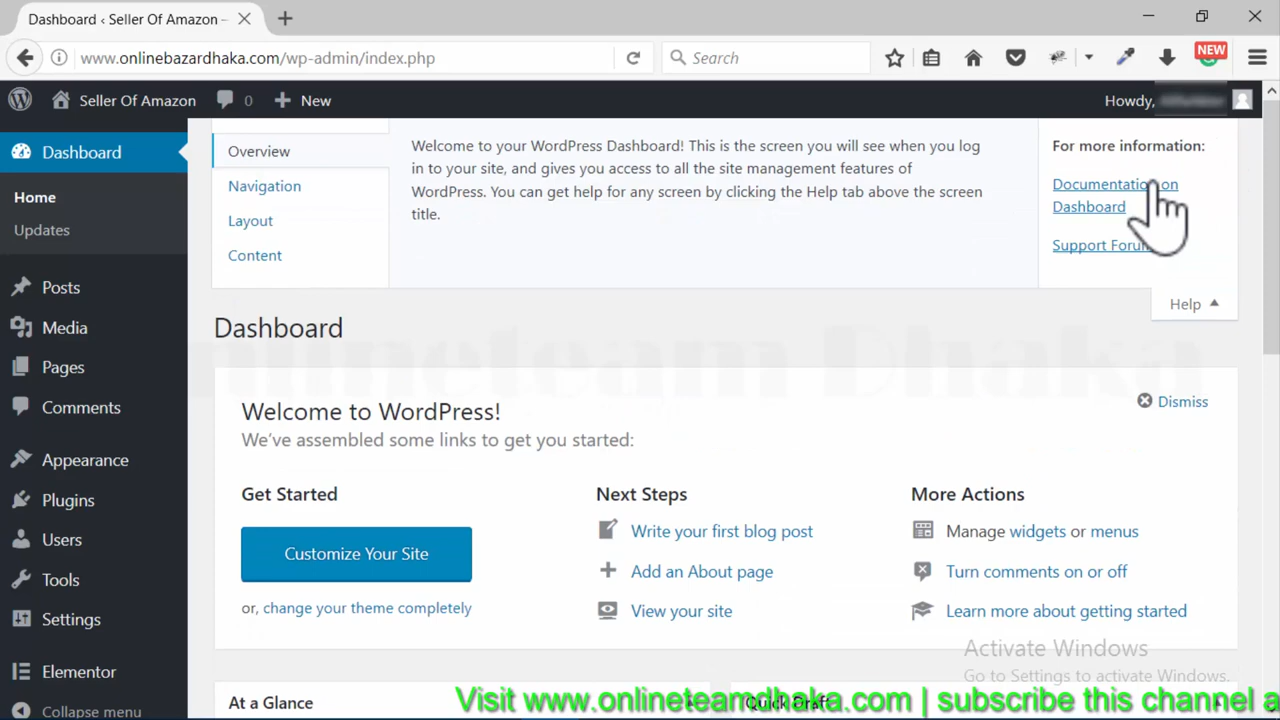 Dashboard ‹ Seller Of Amazon –
www.onlinebazardhaka.com/wp-admin/index.php
Search
NEW
Seller Of Amazon
0
New
Howdy,
Dashboard
Home
Updates
Posts
Media
Pages
Comments
Appearance
Plugins
Users
Tools
Settings
Elementor
Collapse menu
Overview
Navigation
Layout
Content
Welcome to your WordPress Dashboard! This is the screen you will see when you log
in to your site, and gives you access to all the site management features of
WordPress. You can get help for any screen by clicking the Help tab above the screen
title.
For more information:
Documentation on
Dashboard
Support Forum
Help
Dashboard
Onlineteam Dhaka
Welcome to WordPress!
We've assembled some links to get you started:
Dismiss
Get Started
Customize Your Site
or, change your theme completely
Next Steps
Write your first blog post
Add an About page
View your site
More Actions
Manage widgets or menus
Turn comments on or off
Learn more about getting started
Activate Windows
Go to Settings to activate Windows.
At a Glance
Quick Draft
Visit www.onlineteamdhaka.com | subscribe this channel a